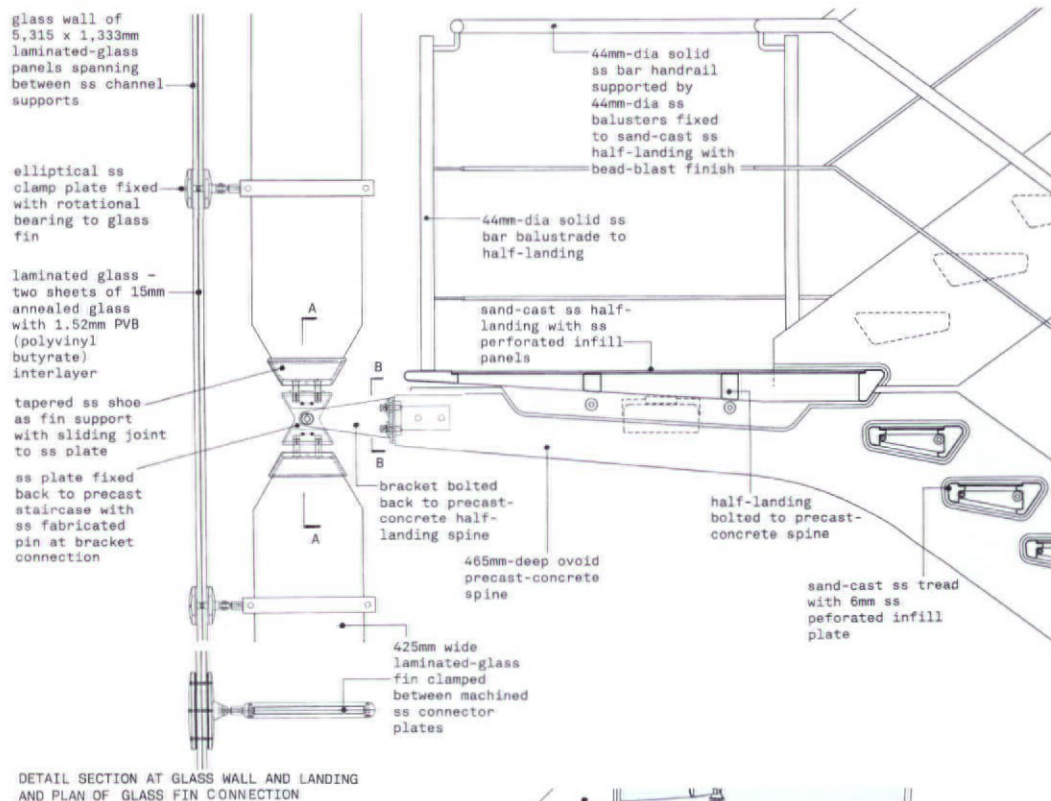 glass wall of
5,315 x 1,333mm
laminated-glass
panels spanning
between ss channel
supports
elliptical ss
clamp plate fixed
with rotational
bearing to glass
fin
laminated glass –
two sheets of 15mm
annealed glass
with 1.52mm PVB
(polyvinyl
butyrate)
interlayer
tapered ss shoe
as fin support
with sliding joint
to ss plate
ss plate fixed
back to precast
staircase with
ss fabricated
pin at bracket
connection
44mm-dia solid
ss bar handrail
supported by
44mm-dia ss
balusters fixed
to sand-cast ss
half-landing with
bead-blast finish
44mm-dia solid ss
bar balustrade to
half-landing
sand-cast ss half-
landing with ss
perforated infill
panels
A
B
B
A
bracket bolted
back to precast-
concrete half-
landing spine
465mm-deep ovoid
precast-concrete
spine
half-landing
bolted to precast-
concrete spine
sand-cast ss tread
with 6mm ss
peforated infill
plate
425mm wide
laminated-glass
fin clamped
between machined
ss connector
plates
DETAIL SECTION AT GLASS WALL AND LANDING
AND PLAN OF GLASS FIN CONNECTION